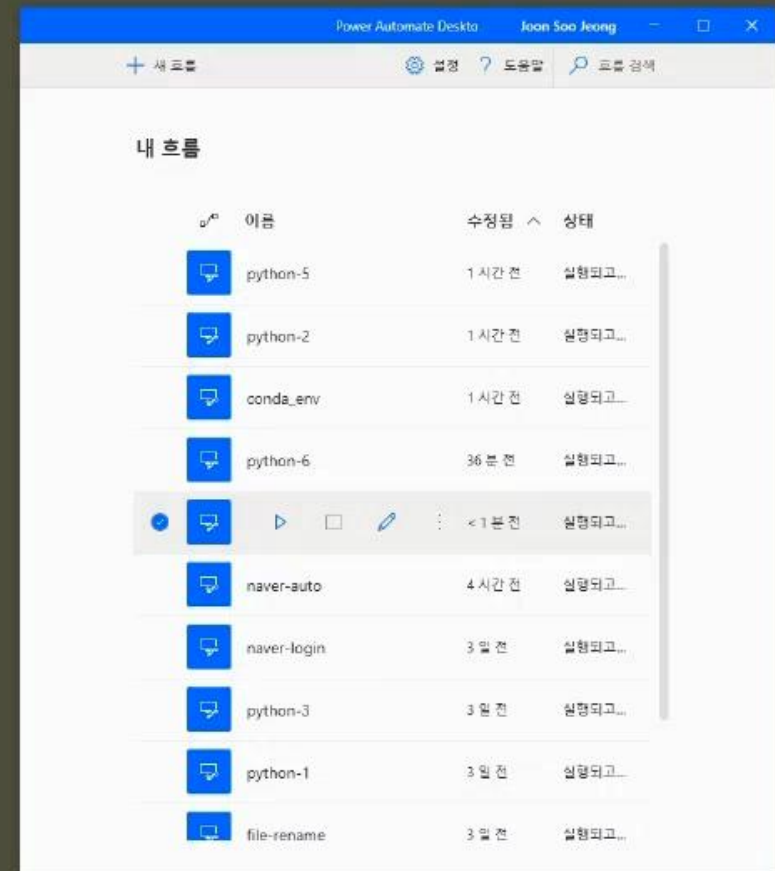 Power Automate Deskto Joon Soo Jeong
새 흐름 설정 ? 도움말 흐름 검색
내 흐름
이름 수정됨 상태
python-5 1 시간 전 실행되고...
python-2 1 시간 전 실행되고...
conda_env 1 시간 전 실행되고...
python-6 36 분 전 실행되고...
< 1 분 전 실행되고...
naver-auto 4 시간 전 실행되고...
naver-login 3 일 전 실행되고...
python-3 3 일 전 실행되고...
python-1 3 일 전 실행되고...
file-rename 3 일 전 실행되고...